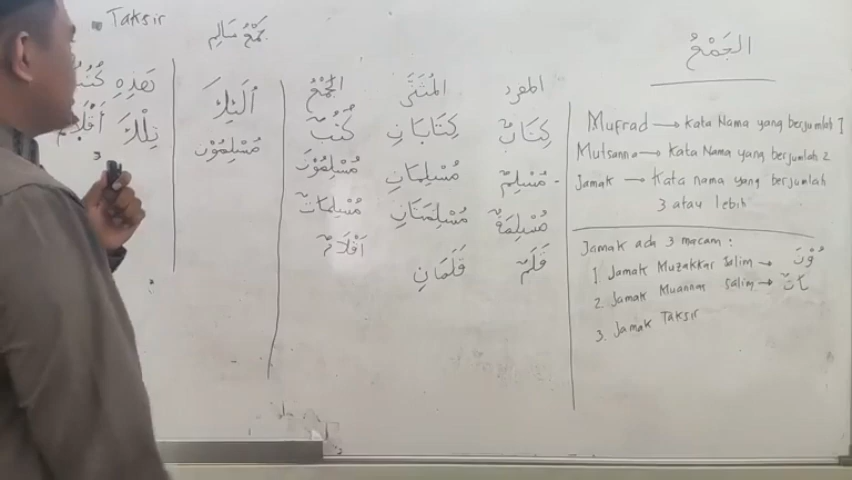 الجَمْعُ
Mufrad → Kata Nama yang berjumlah 1
Mutsanna → Kata Nama yang berjumlah 2
Jamak → Kata nama yang berjumlah
3 atau lebih
Jamak ada 3 macam :
1. Jamak Muzakkar Salim → ُوْنَ
2. Jamak Muannas Salim → َاتٌ
3. Jamak Taksir
المفرد المُثَنَّى الجَمْعُ
كِتَابٌ كِتَابَانِ كُتُبٌ
مُسْلِمٌ مُسْلِمَانِ مُسْلِمُوْنَ
مُسْلِمَةٌ مُسْلِمَتَانِ مُسْلِمَاتٌ
قَلَمٌ قَلَمَانِ أَقْلَامٌ
جَمْعُ سَالِم
مُسْلِمُوْنَ
Taksir
هَذِهِ
تِلْكَ أَقْلَامٌ
3